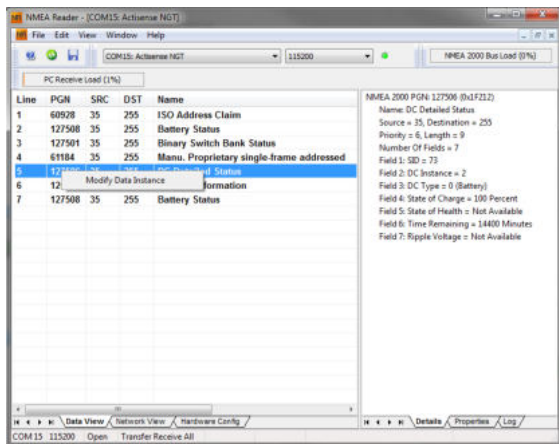 NMEA Reader - [COM15: Actisense NGT]
File Edit View Window Help
COM15: Actisense NGT 115200 NMEA 2000 Bus Load (0%)
PC Receive Load (1%)
Line PGN SRC DST Name
1 60928 35 255 ISO Address Claim
2 127508 35 255 Battery Status
3 127501 35 255 Binary Switch Bank Status
4 61184 35 255 Manu. Proprietary single-frame addressed
5 127506 35 255 DC Detailed Status
Modify Data Instance
6 formation
7 127508 35 255 Battery Status
NMEA 2000 PGN: 127506 (0x1F212)
Name: DC Detailed Status
Source = 35, Destination = 255
Priority = 6, Length = 9
Number Of Fields = 7
Field 1: SID = 73
Field 2: DC Instance = 2
Field 3: DC Type = 0 (Battery)
Field 4: State of Charge = 100 Percent
Field 5: State of Health = Not Available
Field 6: Time Remaining = 14400 Minutes
Field 7: Ripple Voltage = Not Available
Data View Network View Hardware Config
Details Properties Log
COM15 115200 Open Transfer Receive All